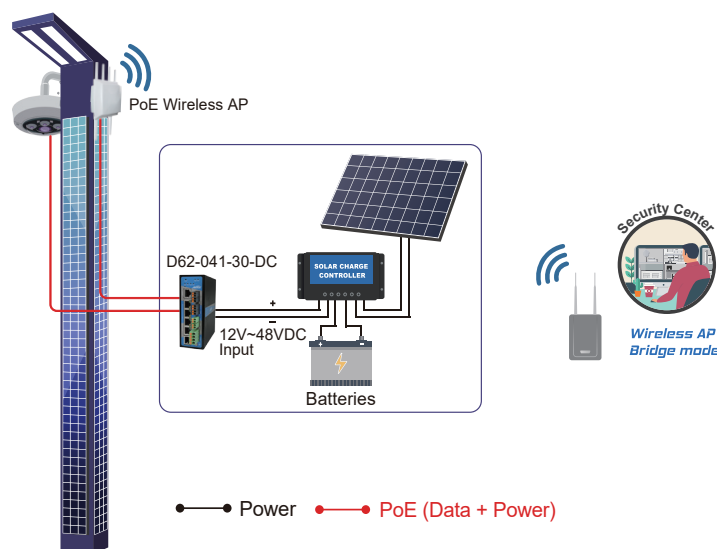 PoE Wireless AP
D62-041-30-DC
SOLAR CHARGE
CONTROLLER
+
−
12V~48VDC
Input
Batteries
Security Center
Wireless AP
Bridge mode
Power
PoE (Data + Power)